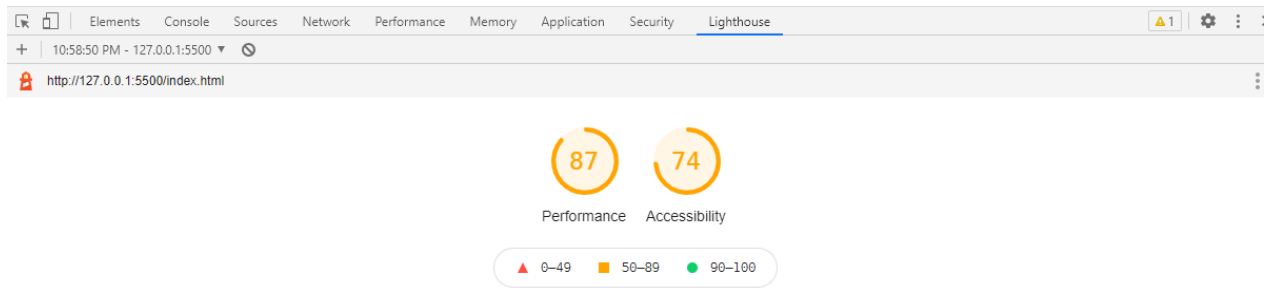 Elements Console Sources Network Performance Memory Application Security Lighthouse 1
10:58:50 PM - 127.0.0.1:5500
http://127.0.0.1:5500/index.html
87 74
Performance Accessibility
0–49 50–89 90–100